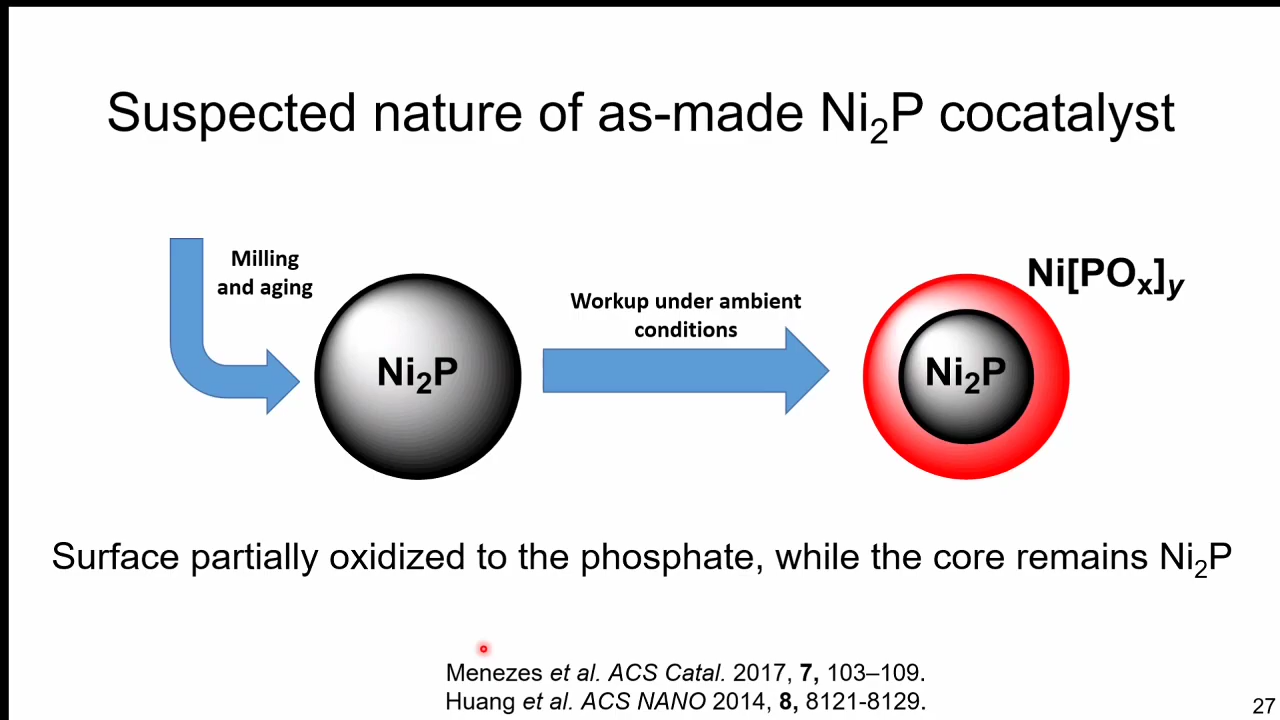 Suspected nature of as-made Ni₂P cocatalyst
Milling
and aging
Ni₂P
Workup under ambient
conditions
Ni[POₓ]y
Ni₂P
Surface partially oxidized to the phosphate, while the core remains Ni₂P
Menezes et al. ACS Catal. 2017, 7, 103–109.
Huang et al. ACS NANO 2014, 8, 8121-8129.
27